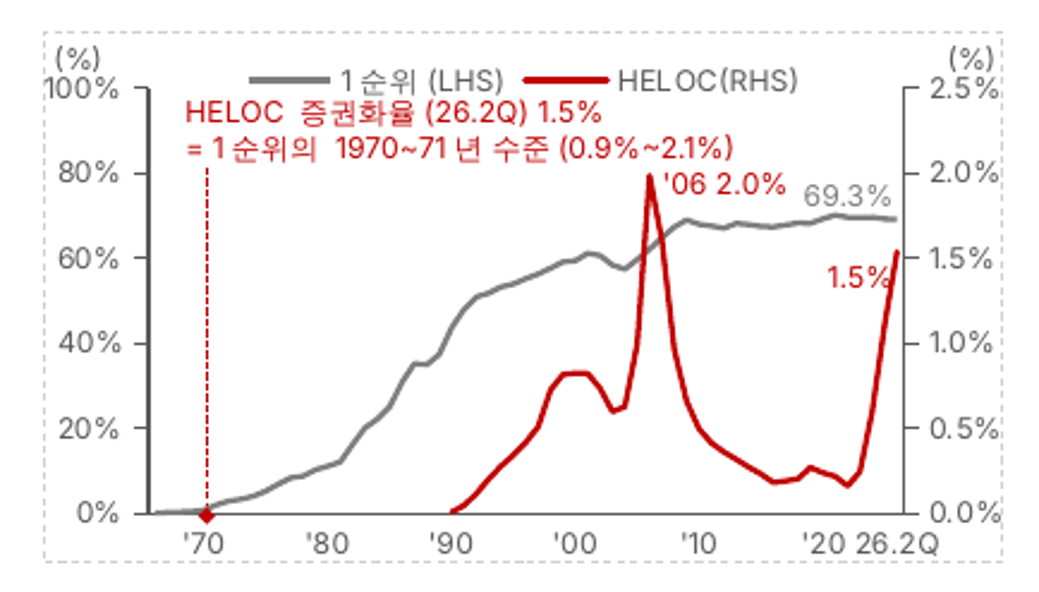 (%) (%)
1순위 (LHS) HELOC(RHS)
100% 2.5%
HELOC 증권화율 (26.2Q) 1.5%
= 1순위의 1970~71년 수준 (0.9%~2.1%)
80% 2.0%
'06 2.0%
69.3%
60% 1.5%
1.5%
40% 1.0%
20% 0.5%
0% 0.0%
'70 '80 '90 '00 '10 '20 26.2Q